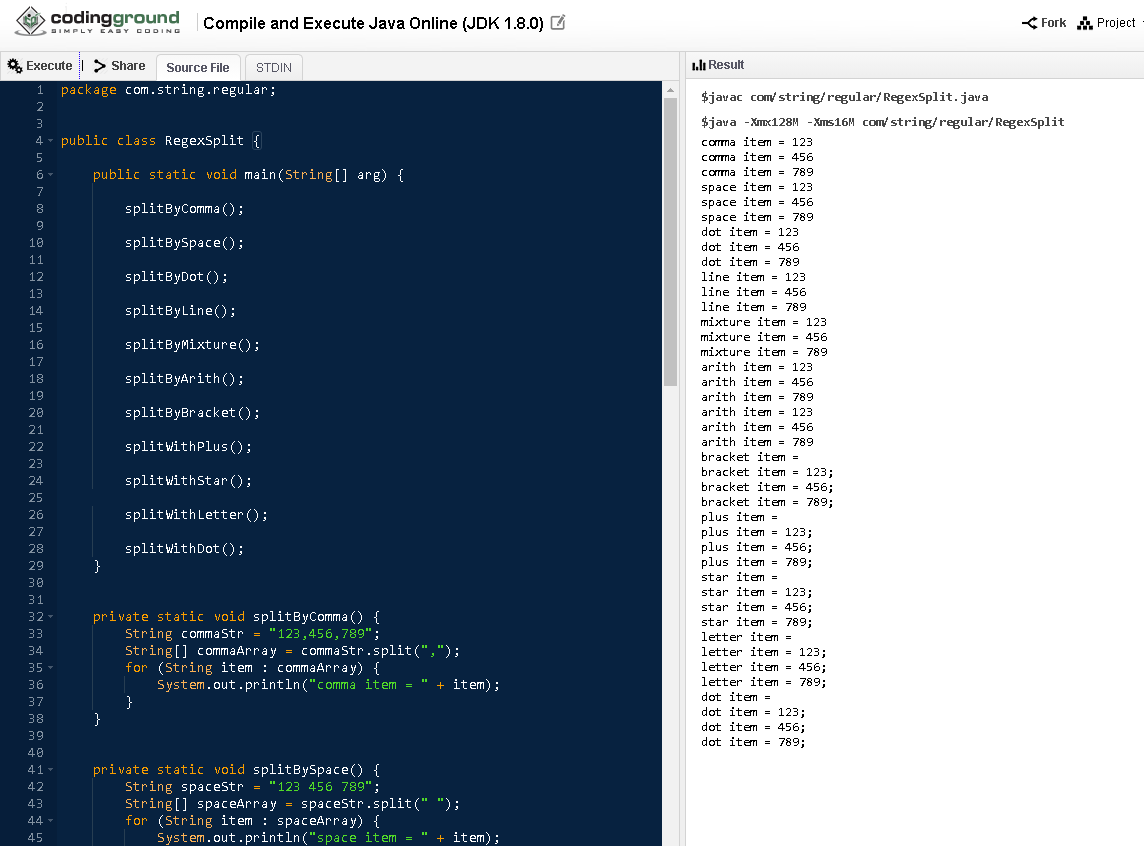 codingground
SIMPLY EASY CODING
Compile and Execute Java Online (JDK 1.8.0)
Fork
Project
Execute
Share
Source File
STDIN
1 package com.string.regular;
2
3
4 public class RegexSplit {
5
6 public static void main(String[] arg) {
7
8 splitByComma();
9
10 splitBySpace();
11
12 splitByDot();
13
14 splitByLine();
15
16 splitByMixture();
17
18 splitByArith();
19
20 splitByBracket();
21
22 splitWithPlus();
23
24 splitWithStar();
25
26 splitWithLetter();
27
28 splitWithDot();
29 }
30
31
32 private static void splitByComma() {
33 String commaStr = "123,456,789";
34 String[] commaArray = commaStr.split(",");
35 for (String item : commaArray) {
36 System.out.println("comma item = " + item);
37 }
38 }
39
40
41 private static void splitBySpace() {
42 String spaceStr = "123 456 789";
43 String[] spaceArray = spaceStr.split(" ");
44 for (String item : spaceArray) {
45 System.out.println("space item = " + item);
Result
$javac com/string/regular/RegexSplit.java
$java -Xmx128M -Xms16M com/string/regular/RegexSplit
comma item = 123
comma item = 456
comma item = 789
space item = 123
space item = 456
space item = 789
dot item = 123
dot item = 456
dot item = 789
line item = 123
line item = 456
line item = 789
mixture item = 123
mixture item = 456
mixture item = 789
arith item = 123
arith item = 456
arith item = 789
arith item = 123
arith item = 456
arith item = 789
bracket item =
bracket item = 123;
bracket item = 456;
bracket item = 789;
plus item =
plus item = 123;
plus item = 456;
plus item = 789;
star item =
star item = 123;
star item = 456;
star item = 789;
letter item =
letter item = 123;
letter item = 456;
letter item = 789;
dot item =
dot item = 123;
dot item = 456;
dot item = 789;